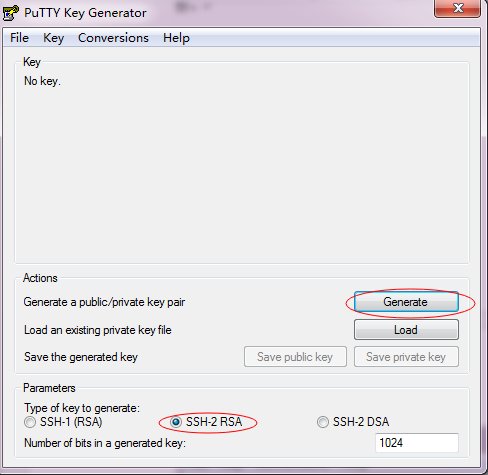 PuTTY Key Generator
File Key Conversions Help
Key
No key.
Actions
Generate a public/private key pair Generate
Load an existing private key file Load
Save the generated key Save public key Save private key
Parameters
Type of key to generate:
SSH-1 (RSA) SSH-2 RSA SSH-2 DSA
Number of bits in a generated key: 1024